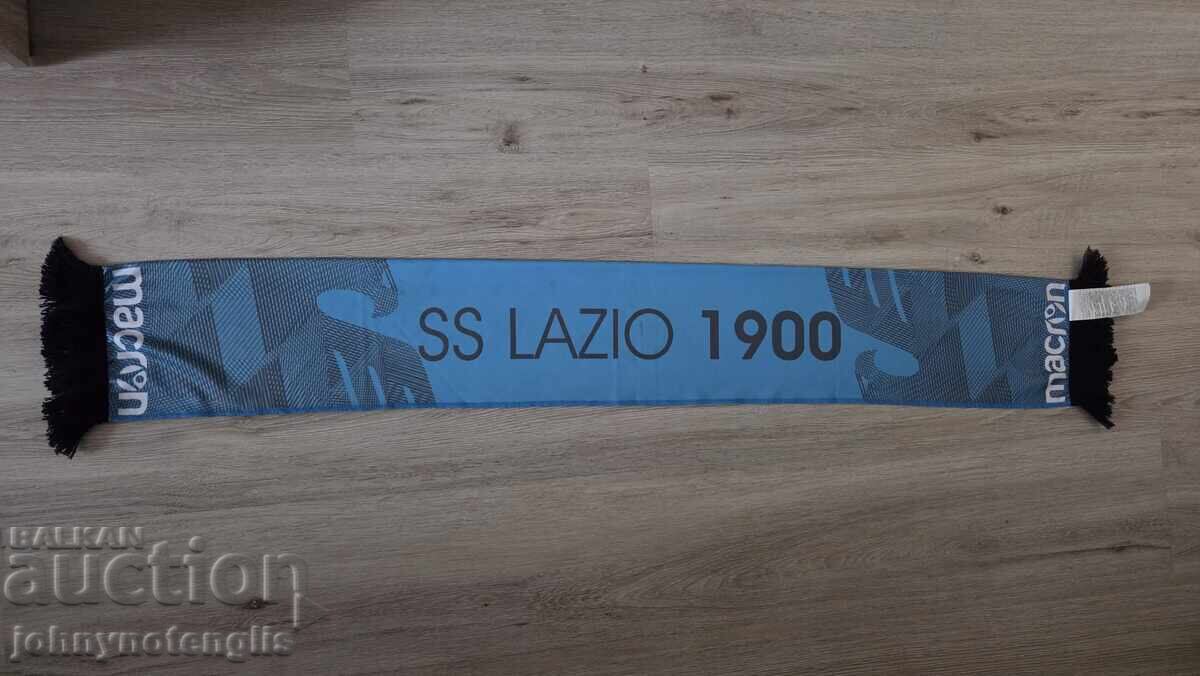 macron
SS LAZIO 1900
macron
BALKAN
auction
johnynotenglis